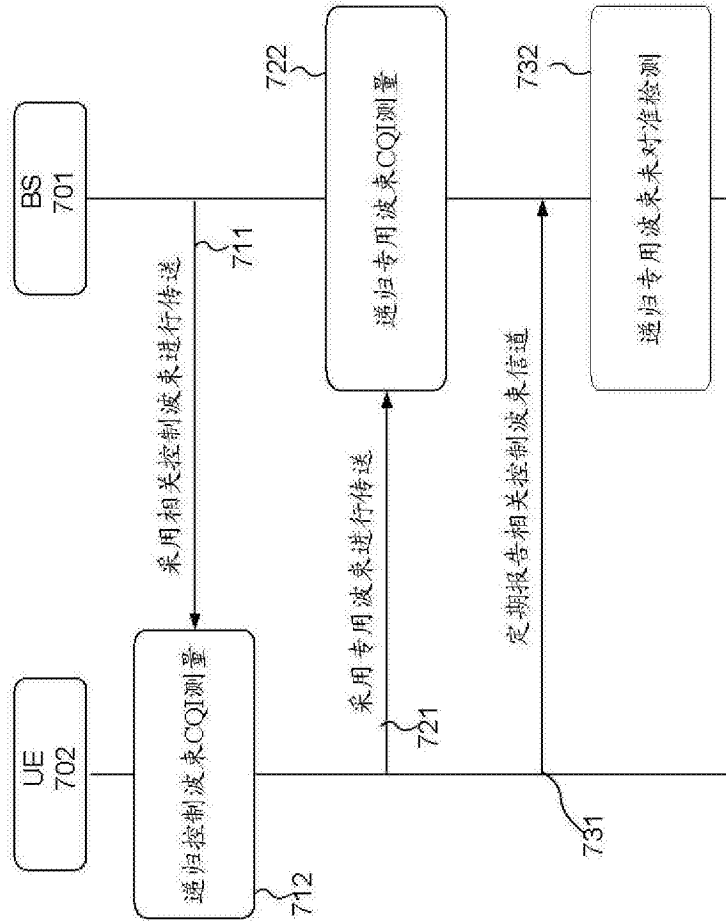 UE
702
BS
701
采用相关控制波束进行传送
711
递归控制波束CQI测量
712
采用专用波束进行传送
721
递归专用波束CQI测量
722
定期报告相关控制波束信道
731
递归专用波束未对准检测
732